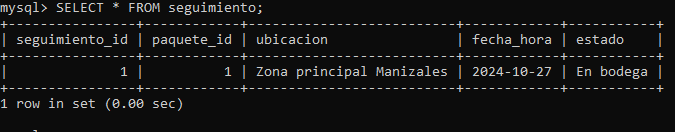 mysql> SELECT * FROM seguimiento;
+----------------+------------+--------------------------+------------+-----------+
| seguimiento_id | paquete_id | ubicacion                | fecha_hora | estado    |
+----------------+------------+--------------------------+------------+-----------+
|              1 |          1 | Zona principal Manizales | 2024-10-27 | En bodega |
+----------------+------------+--------------------------+------------+-----------+
1 row in set (0.00 sec)